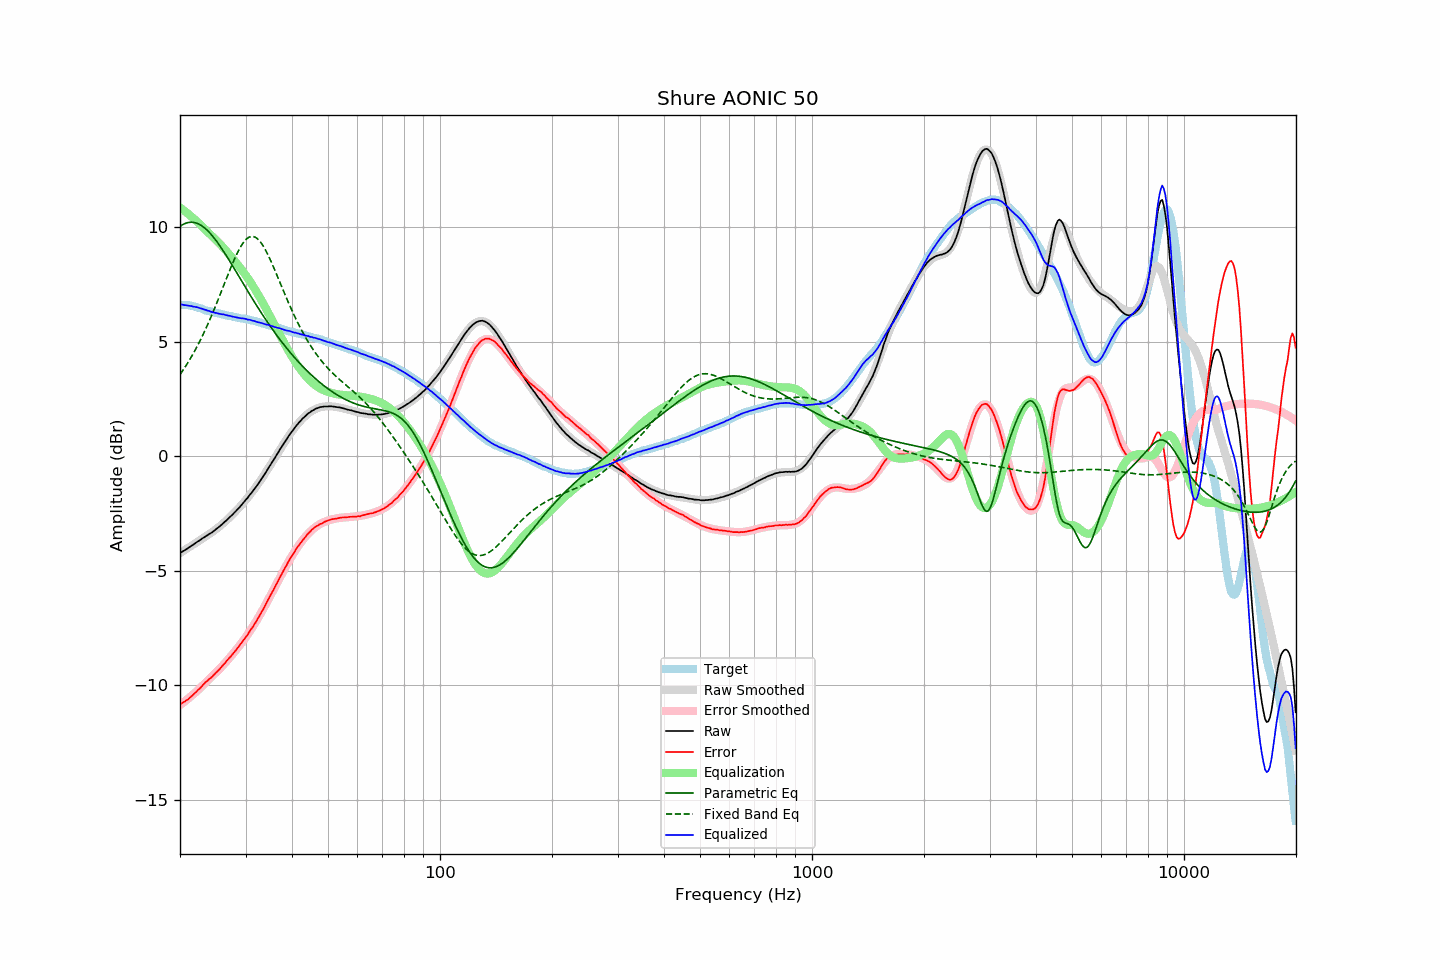 Shure AONIC 50
Amplitude (dBr)
10
5
0
−5
−10
−15
Target
Raw Smoothed
Error Smoothed
Raw
Error
Equalization
Parametric Eq
Fixed Band Eq
Equalized
100
1000
10000
Frequency (Hz)